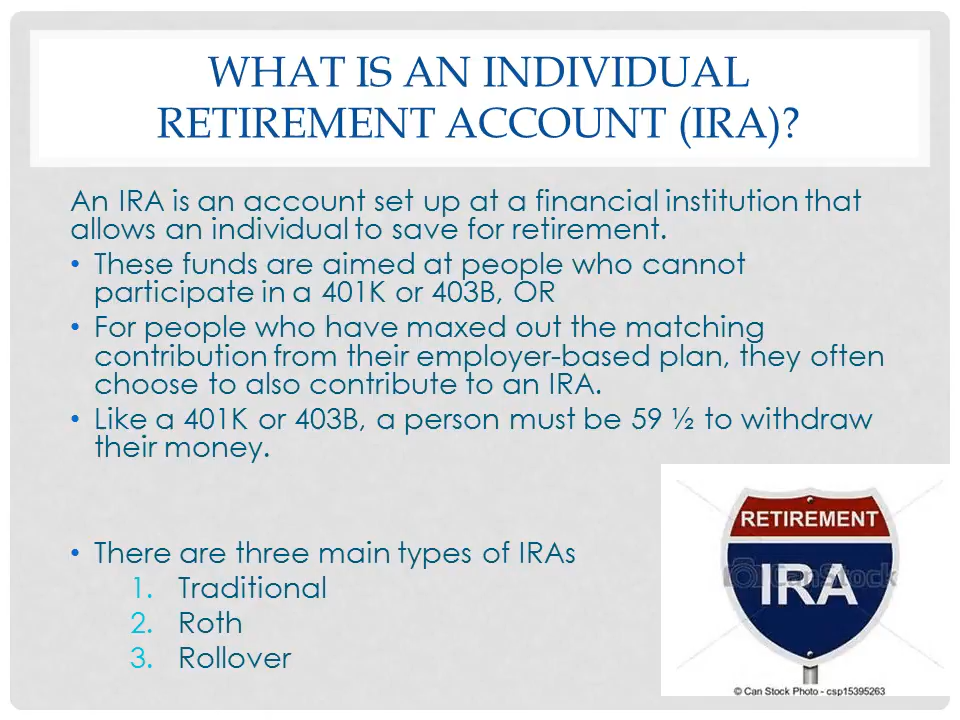 WHAT IS AN INDIVIDUAL
RETIREMENT ACCOUNT (IRA)?
An IRA is an account set up at a financial institution that
allows an individual to save for retirement.
• These funds are aimed at people who cannot
participate in a 401K or 403B, OR
• For people who have maxed out the matching
contribution from their employer-based plan, they often
choose to also contribute to an IRA.
• Like a 401K or 403B, a person must be 59 ½ to withdraw
their money.
• There are three main types of IRAs
1. Traditional
2. Roth
3. Rollover
RETIREMENT
IRA
CanStock
© Can Stock Photo - csp15395263